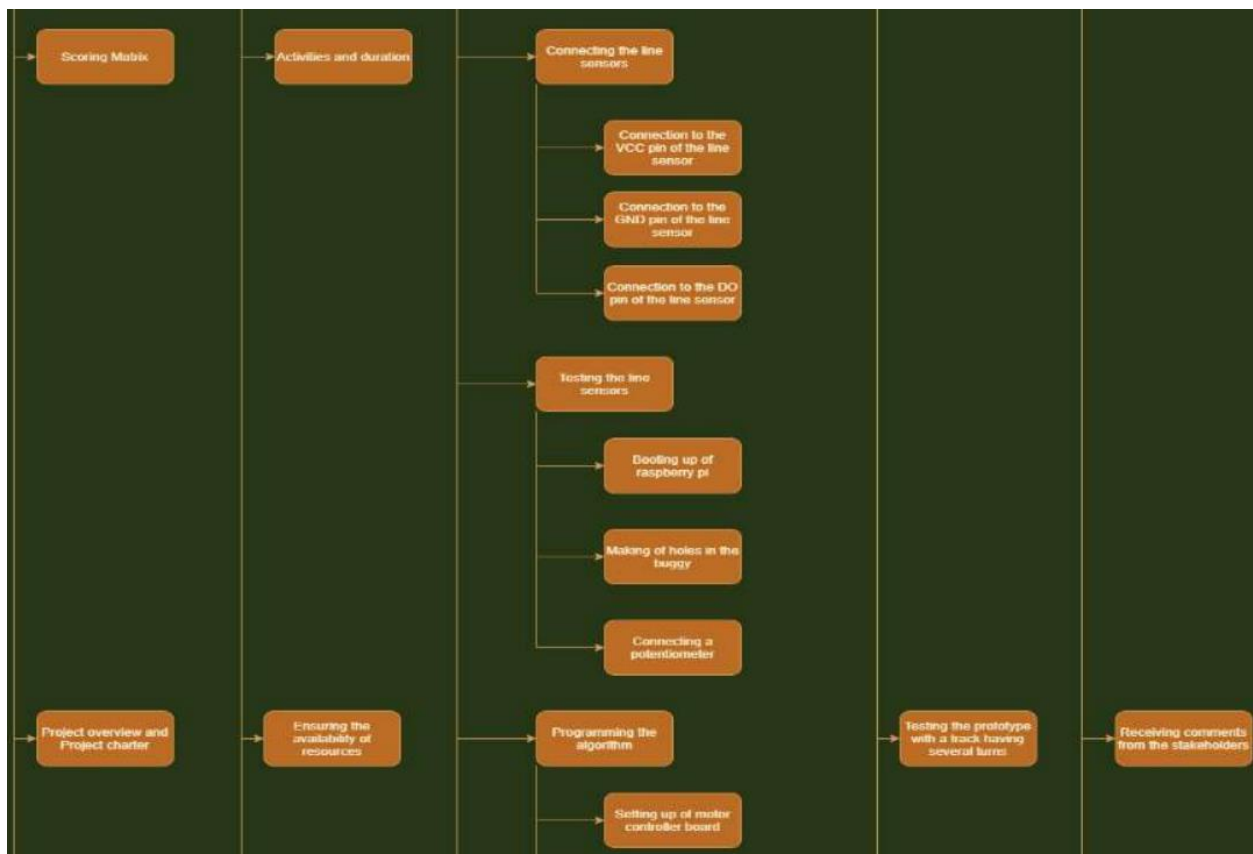 Scoring Matrix
Activities and duration
Connecting the line
sensors
Connection to the
VCC pin of the line
sensor
Connection to the
GND pin of the line
sensor
Connection to the DO
pin of the line sensor
Testing the line
sensors
Booting up of
raspberry pi
Making of holes in the
buggy
Connecting a
potentiometer
Project overview and
Project charter
Ensuring the
availability of
resources
Programming the
algorithm
Testing the prototype
with a track having
several turns
Receiving comments
from the stakeholders
Setting up of motor
controller board